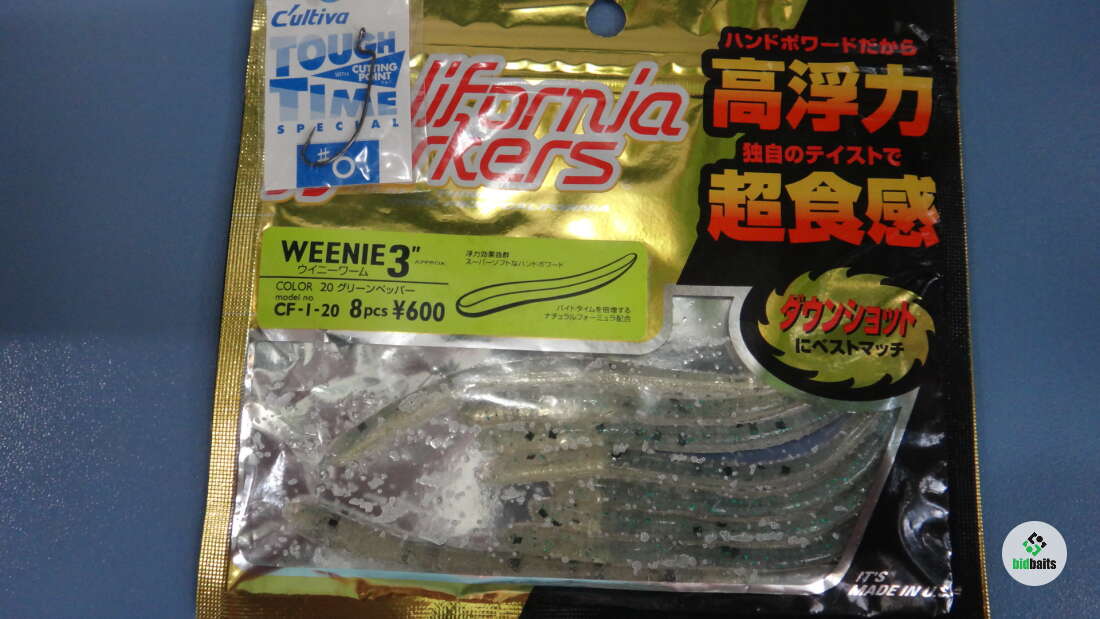 C'ultiva
TOUGH
WITH CUTTING POINT
TIME
SPECIAL
#
lifornia
rkers
ハンドポワードだから
高浮力
独自のテイストで
超食感
WEENIE 3"
ウイニーワーム
COLOR 20 グリーンペッパー
model no
CF-1-20 8pcs ¥600
浮力効果抜群
スーパーソフトなハンドポワード
バイトタイムを倍増する
ナチュラルフォーミュラ配合
ダウンショット
にベストマッチ
IT'S
MADE IN U.S.A
bidbaits